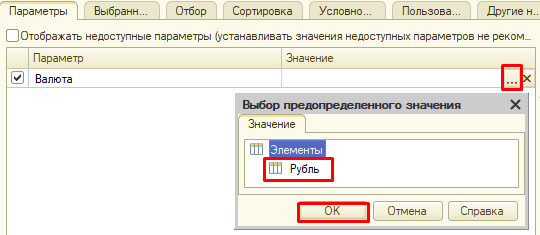 Параметры Выбранн... Отбор Сортировка Условно... Пользова... Другие н...
Отображать недоступные параметры (устанавливать значения недоступных параметров не реком...
Параметр Значение
Валюта ...
Выбор предопределенного значения
Значение
Элементы
Рубль
ОК Отмена Справка